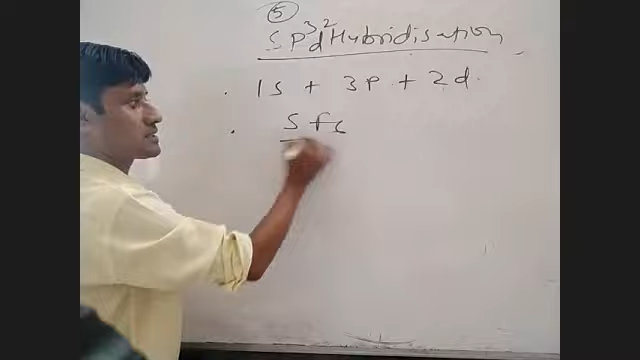 5
SP³d² Hybridisation
. 1S + 3P + 2d.
. SF₆